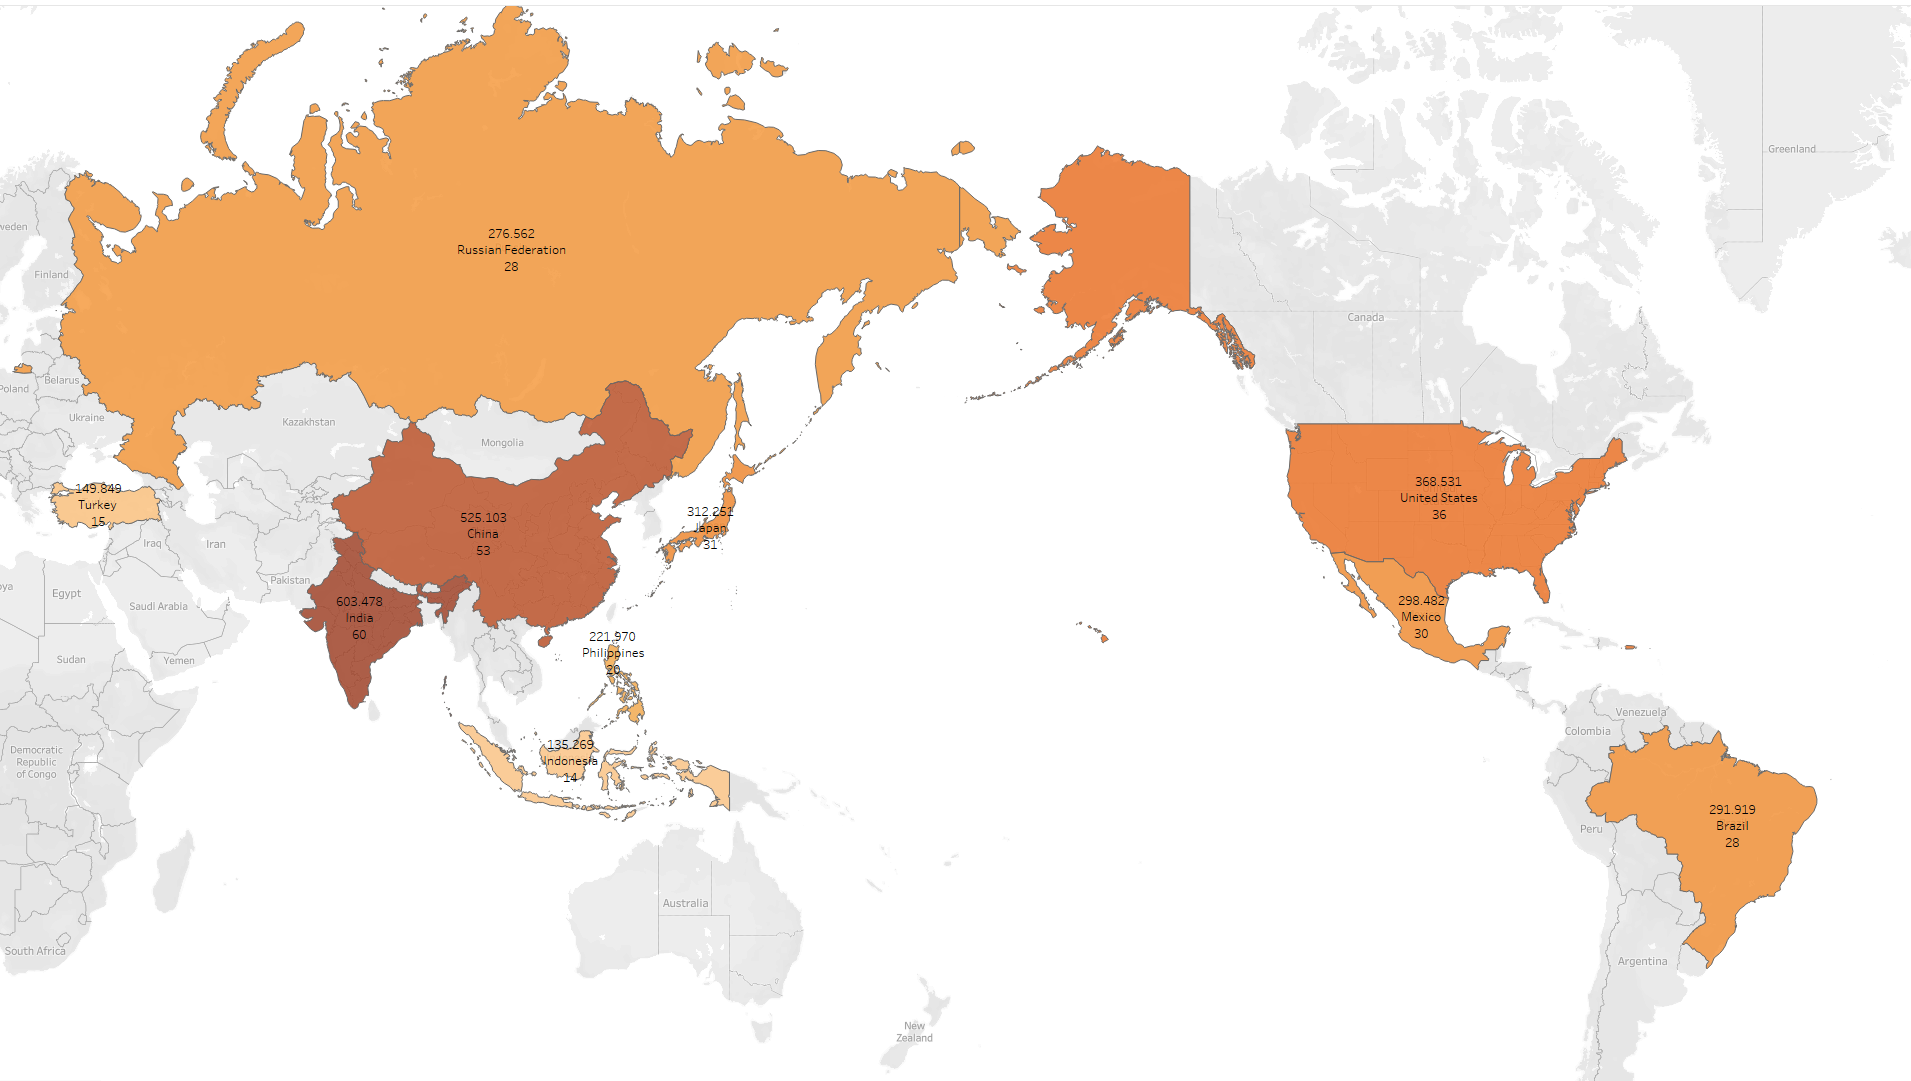 Greenland
276.562
Russian Federation
28
weden
Finland
Canada
Poland
Belarus
Ukraine
Kazakhstan
Mongolia
149.849
Turkey
15
525.103
China
53
312.251
Japan
31
368.531
United States
36
Iraq
Iran
Pakistan
ya
Egypt
Saudi Arabia
603.478
India
60
298.482
Mexico
30
221.970
Philippines
20
Sudan
Yemen
Venezuela
Colombia
Democratic
Republic
of Congo
135.269
Indonesia
14
291.919
Brazil
28
Peru
Australia
South Africa
Argentina
New
Zealand